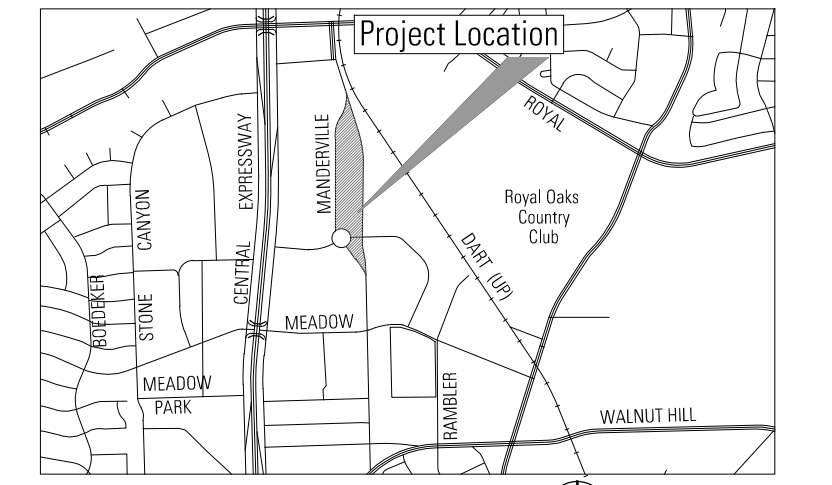 Project Location
ROYAL
EXPRESSWAY
MANDERVILLE
CANYON
Royal Oaks
Country
Club
DART (UP)
CENTRAL
BOEDEKER
STONE
MEADOW
MEADOW
PARK
RAMBLER
WALNUT HILL